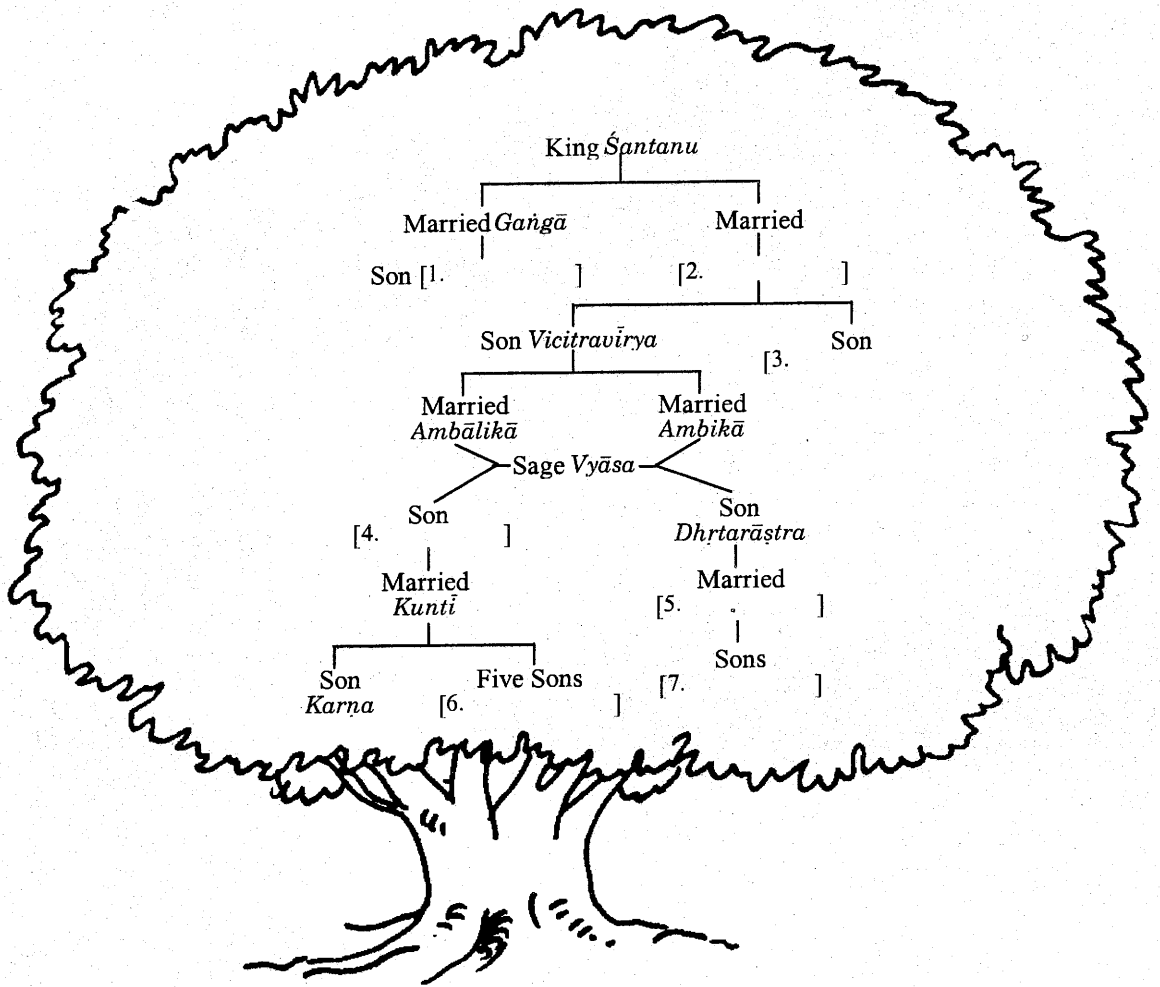 King Śantanu
Married Gaṅgā Married
Son [1. ] [2. ]
Son Vicitravīrya Son
[3.
Married Married
Ambālikā Ambikā
Sage Vyāsa
Son Son
[4. ] Dhṛtarāṣtra
Married Married
Kuntī [5. ]
Sons
Son Five Sons [7. ]
Karṇa [6. ]